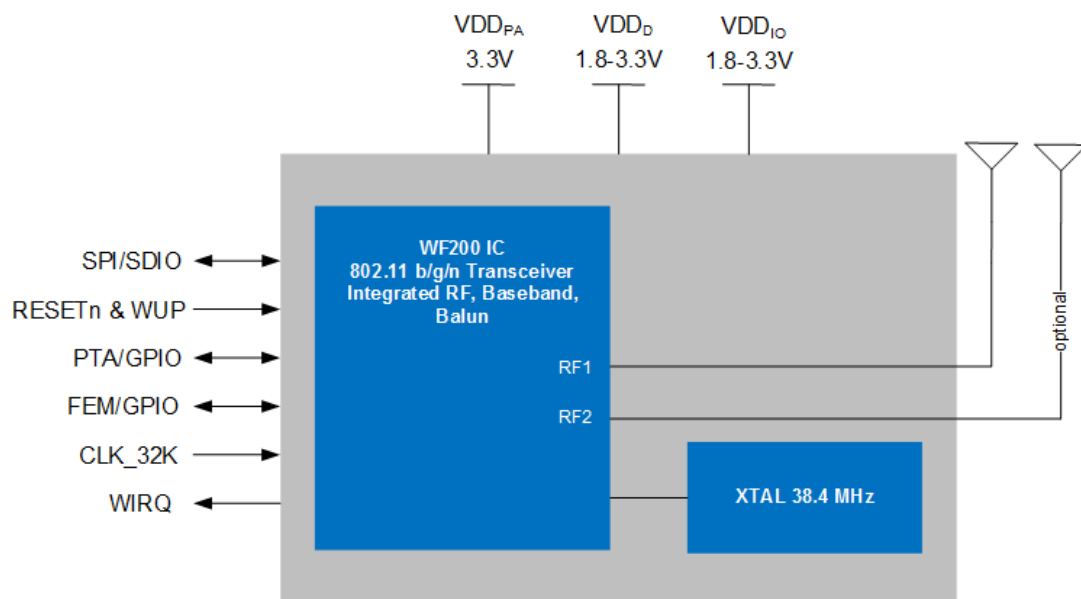 VDDPA
3.3V
VDDD
1.8-3.3V
VDDIO
1.8-3.3V
SPI/SDIO
RESETn & WUP
PTA/GPIO
FEM/GPIO
CLK_32K
WIRQ
WF200 IC
802.11 b/g/n Transceiver
Integrated RF, Baseband,
Balun
RF1
RF2
XTAL 38.4 MHz
optional